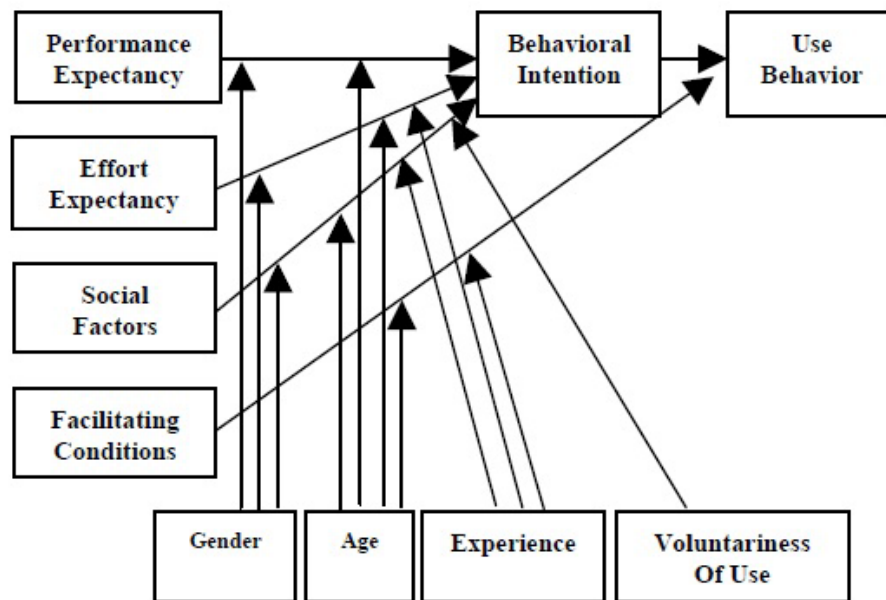 Performance
Expectancy
Behavioral
Intention
Use
Behavior
Effort
Expectancy
Social
Factors
Facilitating
Conditions
Gender
Age
Experience
Voluntariness
Of Use